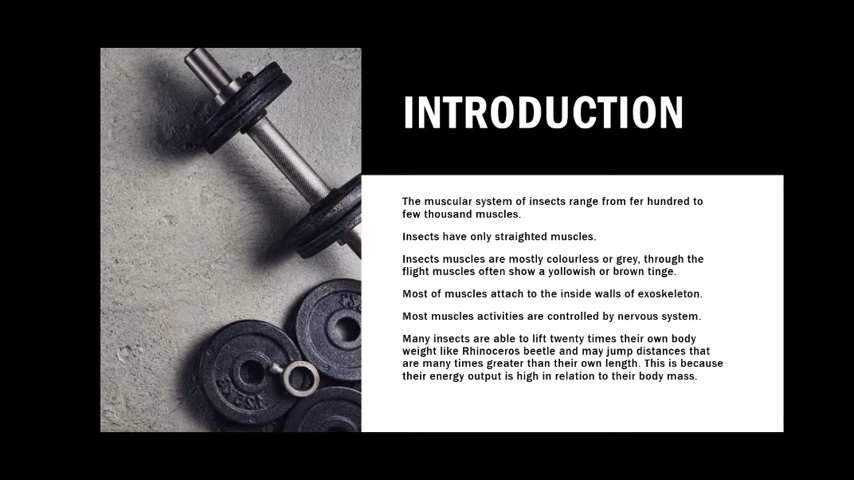 INTRODUCTION
The muscular system of insects range from fer hundred to
few thousand muscles.
Insects have only straighted muscles.
Insects muscles are mostly colourless or grey, through the
flight muscles often show a yollowish or brown tinge.
Most of muscles attach to the inside walls of exoskeleton.
Most muscles activities are controlled by nervous system.
Many insects are able to lift twenty times their own body
weight like Rhinoceros beetle and may jump distances that
are many times greater than their own length. This is because
their energy output is high in relation to their body mass.